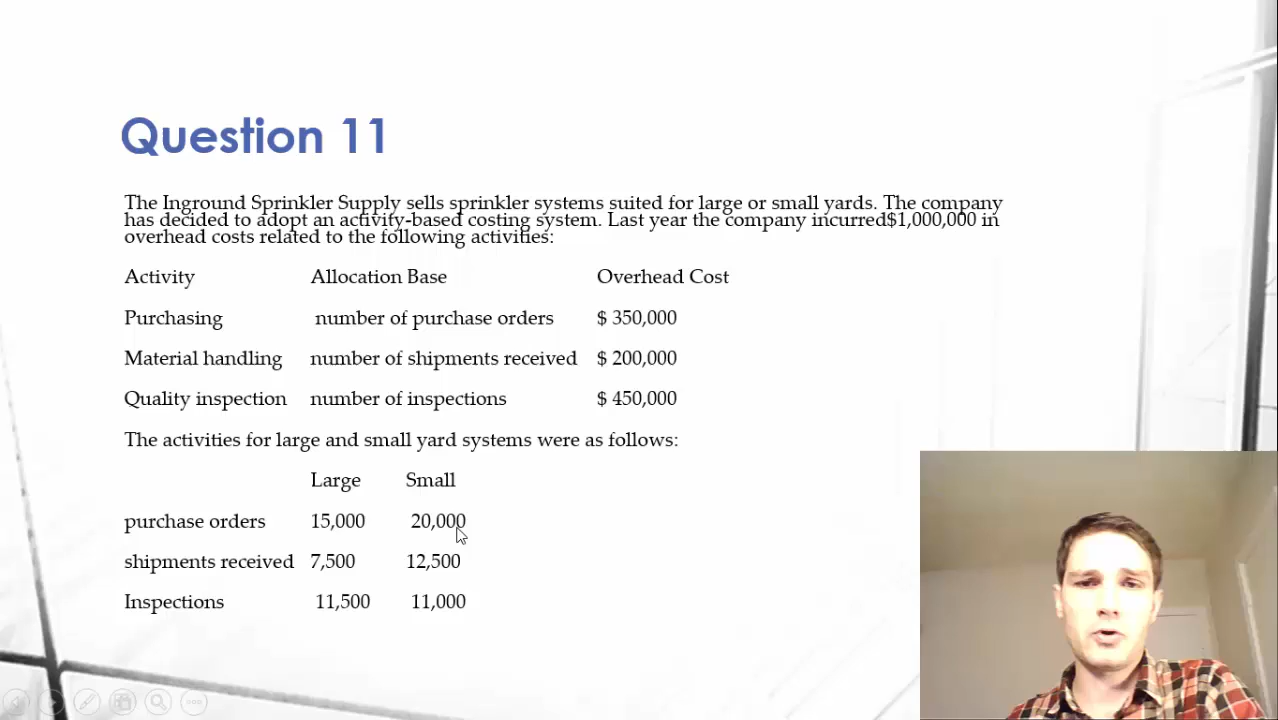 Question 11
The Inground Sprinkler Supply sells sprinkler systems suited for large or small yards. The company
has decided to adopt an activity-based costing system. Last year the company incurred$1,000,000 in
overhead costs related to the following activities:
Activity Allocation Base Overhead Cost
Purchasing number of purchase orders $ 350,000
Material handling number of shipments received $ 200,000
Quality inspection number of inspections $ 450,000
The activities for large and small yard systems were as follows:
Large Small
purchase orders 15,000 20,000
shipments received 7,500 12,500
Inspections 11,500 11,000